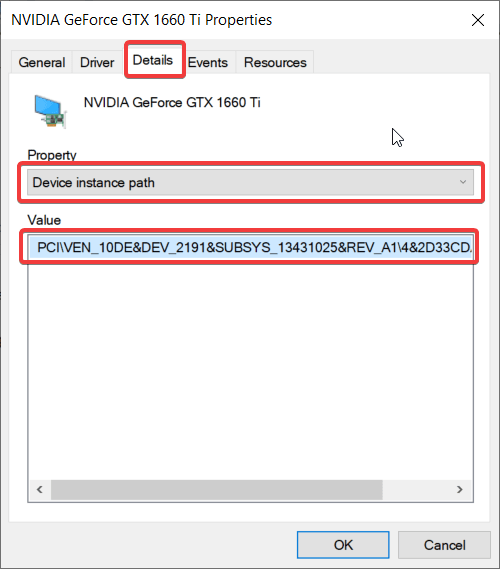 NVIDIA GeForce GTX 1660 Ti Properties
General Driver Details Events Resources
NVIDIA GeForce GTX 1660 Ti
Property
Device instance path
Value
PCI\VEN_10DE&DEV_2191&SUBSYS_13431025&REV_A1\4&2D33CD
OK Cancel